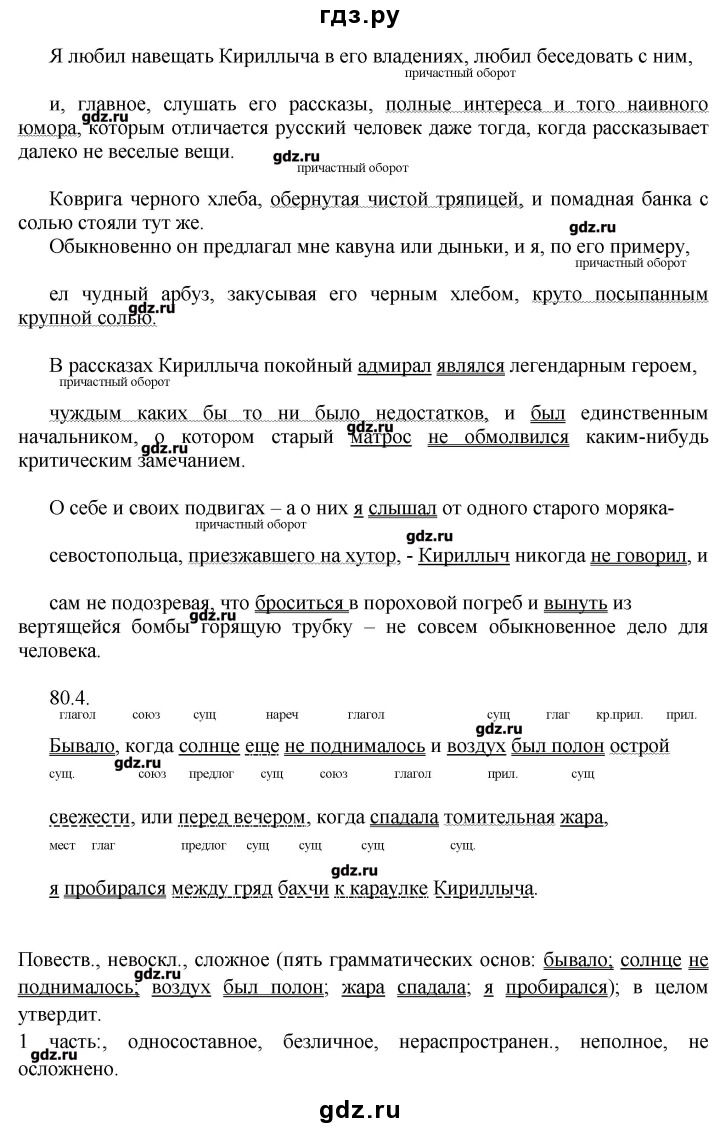 гдз.ру
Я любил навещать Кириллыча в его владениях, любил беседовать с ним,
причастный оборот
и, главное, слушать его рассказы, полные интереса и того наивного
юмора, которым отличается русский человек даже тогда, когда рассказывает
gdz.ru
далеко не веселые вещи.
gdz.ru
причастный оборот
Коврига черного хлеба, обернутая чистой тряпицей, и помадная банка с
солью стояли тут же.
gdz.ru
Обыкновенно он предлагал мне кавуна или дыньки, и я, по его примеру,
причастный оборот
ел чудный арбуз, закусывая его черным хлебом, круто посыпанным
gdz.ru
крупной солью.
В рассказах Кириллыча покойный адмирал являлся легендарным героем,
причастный оборот
чуждым каких бы то ни было недостатков, и был единственным
gdz.ru
начальником, о котором старый матрос не обмолвился каким-нибудь
gdz.ru
критическим замечанием.
О себе и своих подвигах – а о них я слышал от одного старого моряка-
причастный оборот
gdz.ru
севостопольца, приезжавшего на хутор, - Кириллыч никогда не говорил, и
сам не подозревая, что броситься в пороховой погреб и вынуть из
gdz.ru
вертящейся бомбы горящую трубку – не совсем обыкновенное дело для
человека.
80.4.
глагол союз сущ нареч глагол сущ глаг кр.прил. прил.
gdz.ru
Бывало, когда солнце еще не поднималось и воздух был полон острой
gdz.ru
сущ. союз предлог сущ союз глагол прил. сущ
свежести, или перед вечером, когда спадала томительная жара,
мест глаг предлог сущ сущ сущ сущ.
gdz.ru
я пробирался между гряд бахчи к караулке Кириллыча.
Повеств., невоскл., сложное (пять грамматических основ: бывало; солнце не
gdz.ru
поднималось; воздух был полон; жара спадала; я пробирался); в целом
утвердит.
1 часть:, односоставное, безличное, нераспространен., неполное, не
gdz.ru
осложнено.
gdz.ru